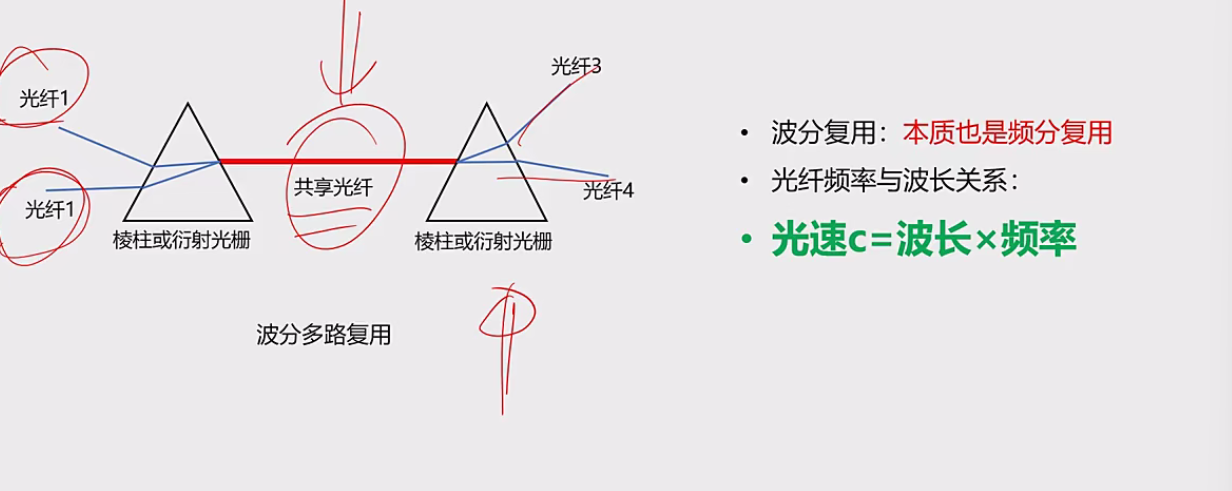 光纤3
光纤1
共享光纤
光纤4
光纤1
棱柱或衍射光栅
棱柱或衍射光栅
波分多路复用
• 波分复用：本质也是频分复用
• 光纤频率与波长关系：
• 光速c=波长×频率